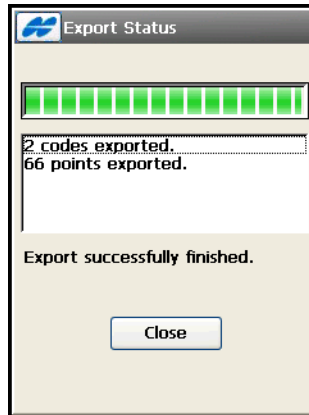 Export Status
2 codes exported.
66 points exported.
Export successfully finished.
Close